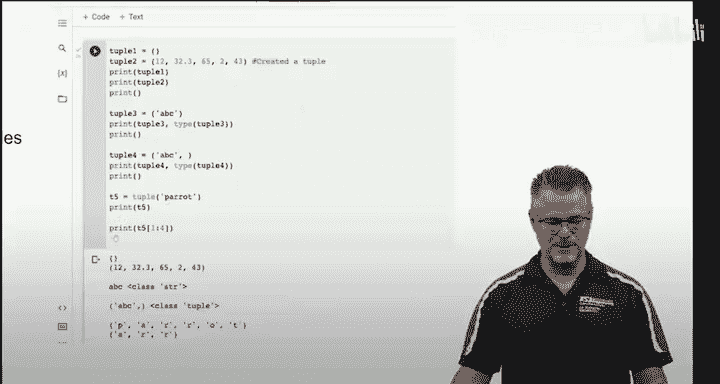 + Code + Text
es
tuple1 = ()
tuple2 = (12, 32.3, 65, 2, 43) #Created a tuple
print(tuple1)
print(tuple2)
print()
tuple3 = ('abc')
print(tuple3, type(tuple3))
print()
tuple4 = ('abc', )
print(tuple4, type(tuple4))
print()
t5 = tuple('parrot')
print(t5)
print(t5[1:4])
()
(12, 32.3, 65, 2, 43)
abc <class 'str'>
('abc',) <class 'tuple'>
('p', 'a', 'r', 'r', 'o', 't')
('a', 'r', 'r')